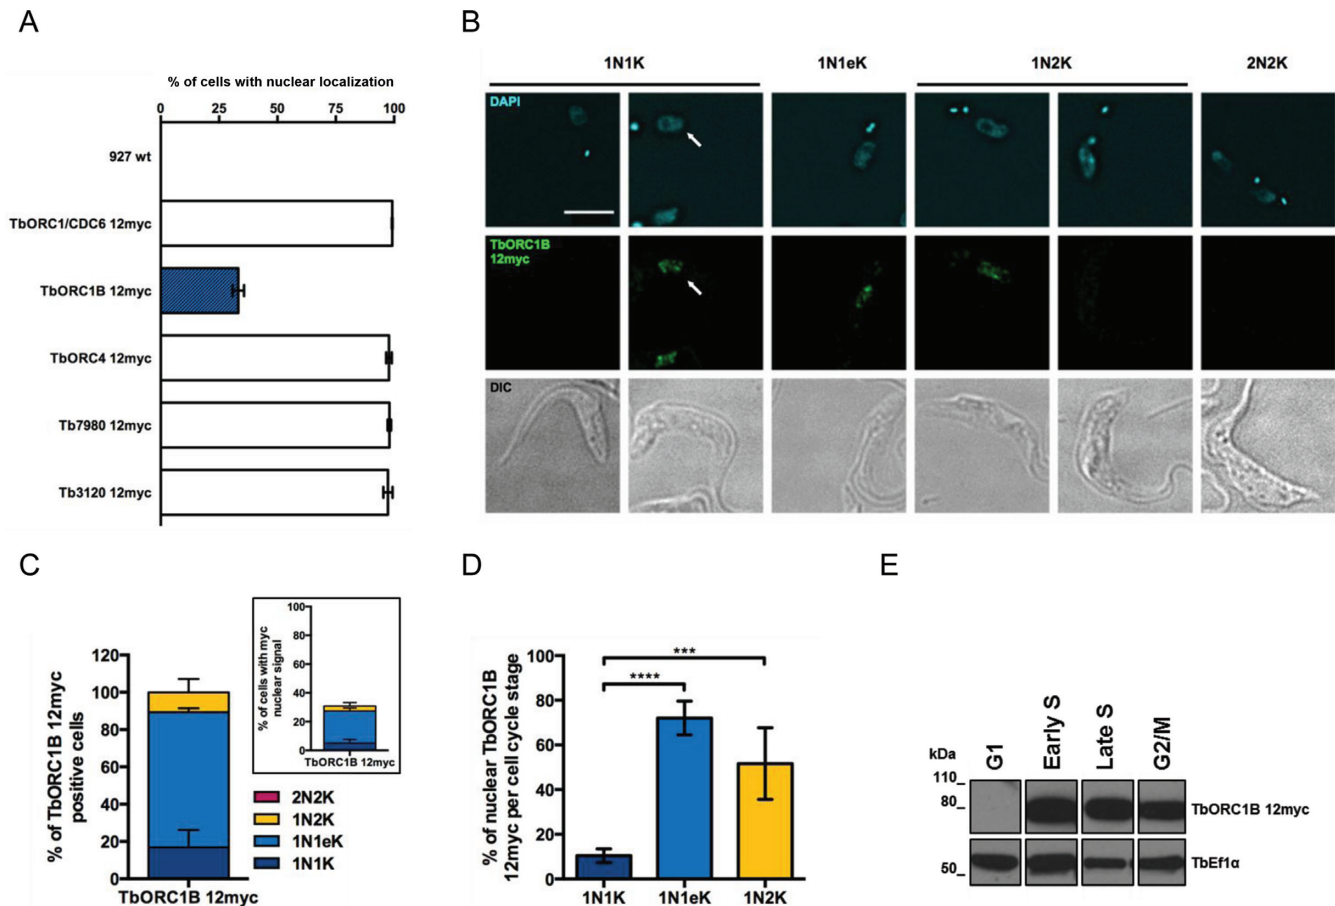 A
% of cells with nuclear localization
0 25 50 75 100
927 wt
TbORC1/CDC6 12myc
TbORC1B 12myc
TbORC4 12myc
Tb7980 12myc
Tb3120 12myc
B
1N1K 1N1eK 1N2K 2N2K
DAPI
TbORC1B
12myc
DIC
C
% of TbORC1B 12myc
positive cells
120
100
80
60
40
20
0
TbORC1B 12myc
% of cells with myc
nuclear signal
100
80
60
40
20
0
TbORC1B 12myc
2N2K
1N2K
1N1eK
1N1K
D
% of nuclear TbORC1B
12myc per cell cycle stage
100
80
60
40
20
0
***
****
1N1K 1N1eK 1N2K
E
kDa
G1
Early S
Late S
G2/M
110
80
50
TbORC1B 12myc
TbEf1α